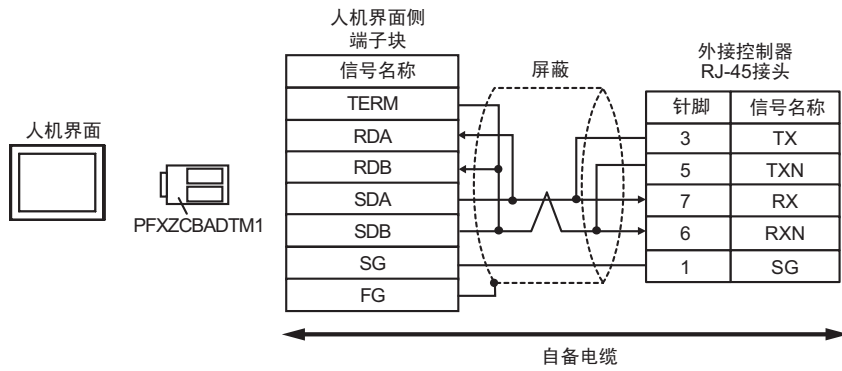 人机界面
PFXZCBADTM1
人机界面侧
端子块
信号名称
TERM
RDA
RDB
SDA
SDB
SG
FG
屏蔽
外接控制器
RJ-45接头
针脚 信号名称
3 TX
5 TXN
7 RX
6 RXN
1 SG
自备电缆